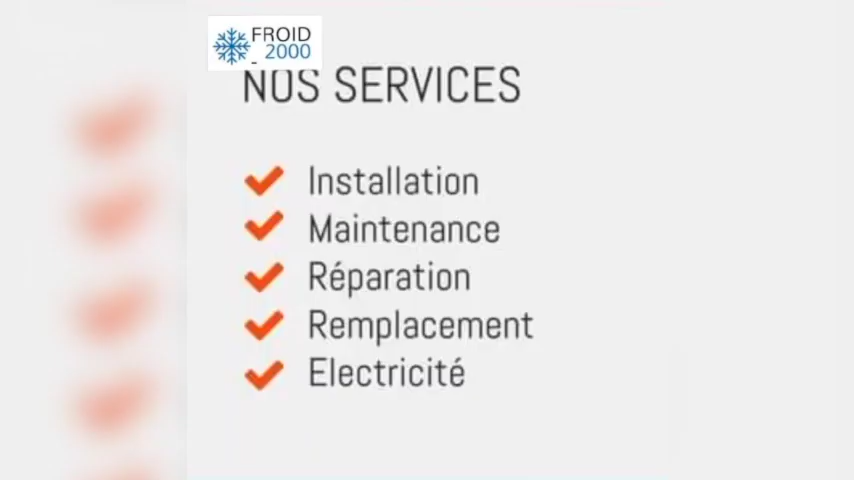 FROID
2000
NOS SERVICES
Installation
Maintenance
Réparation
Remplacement
Electricité